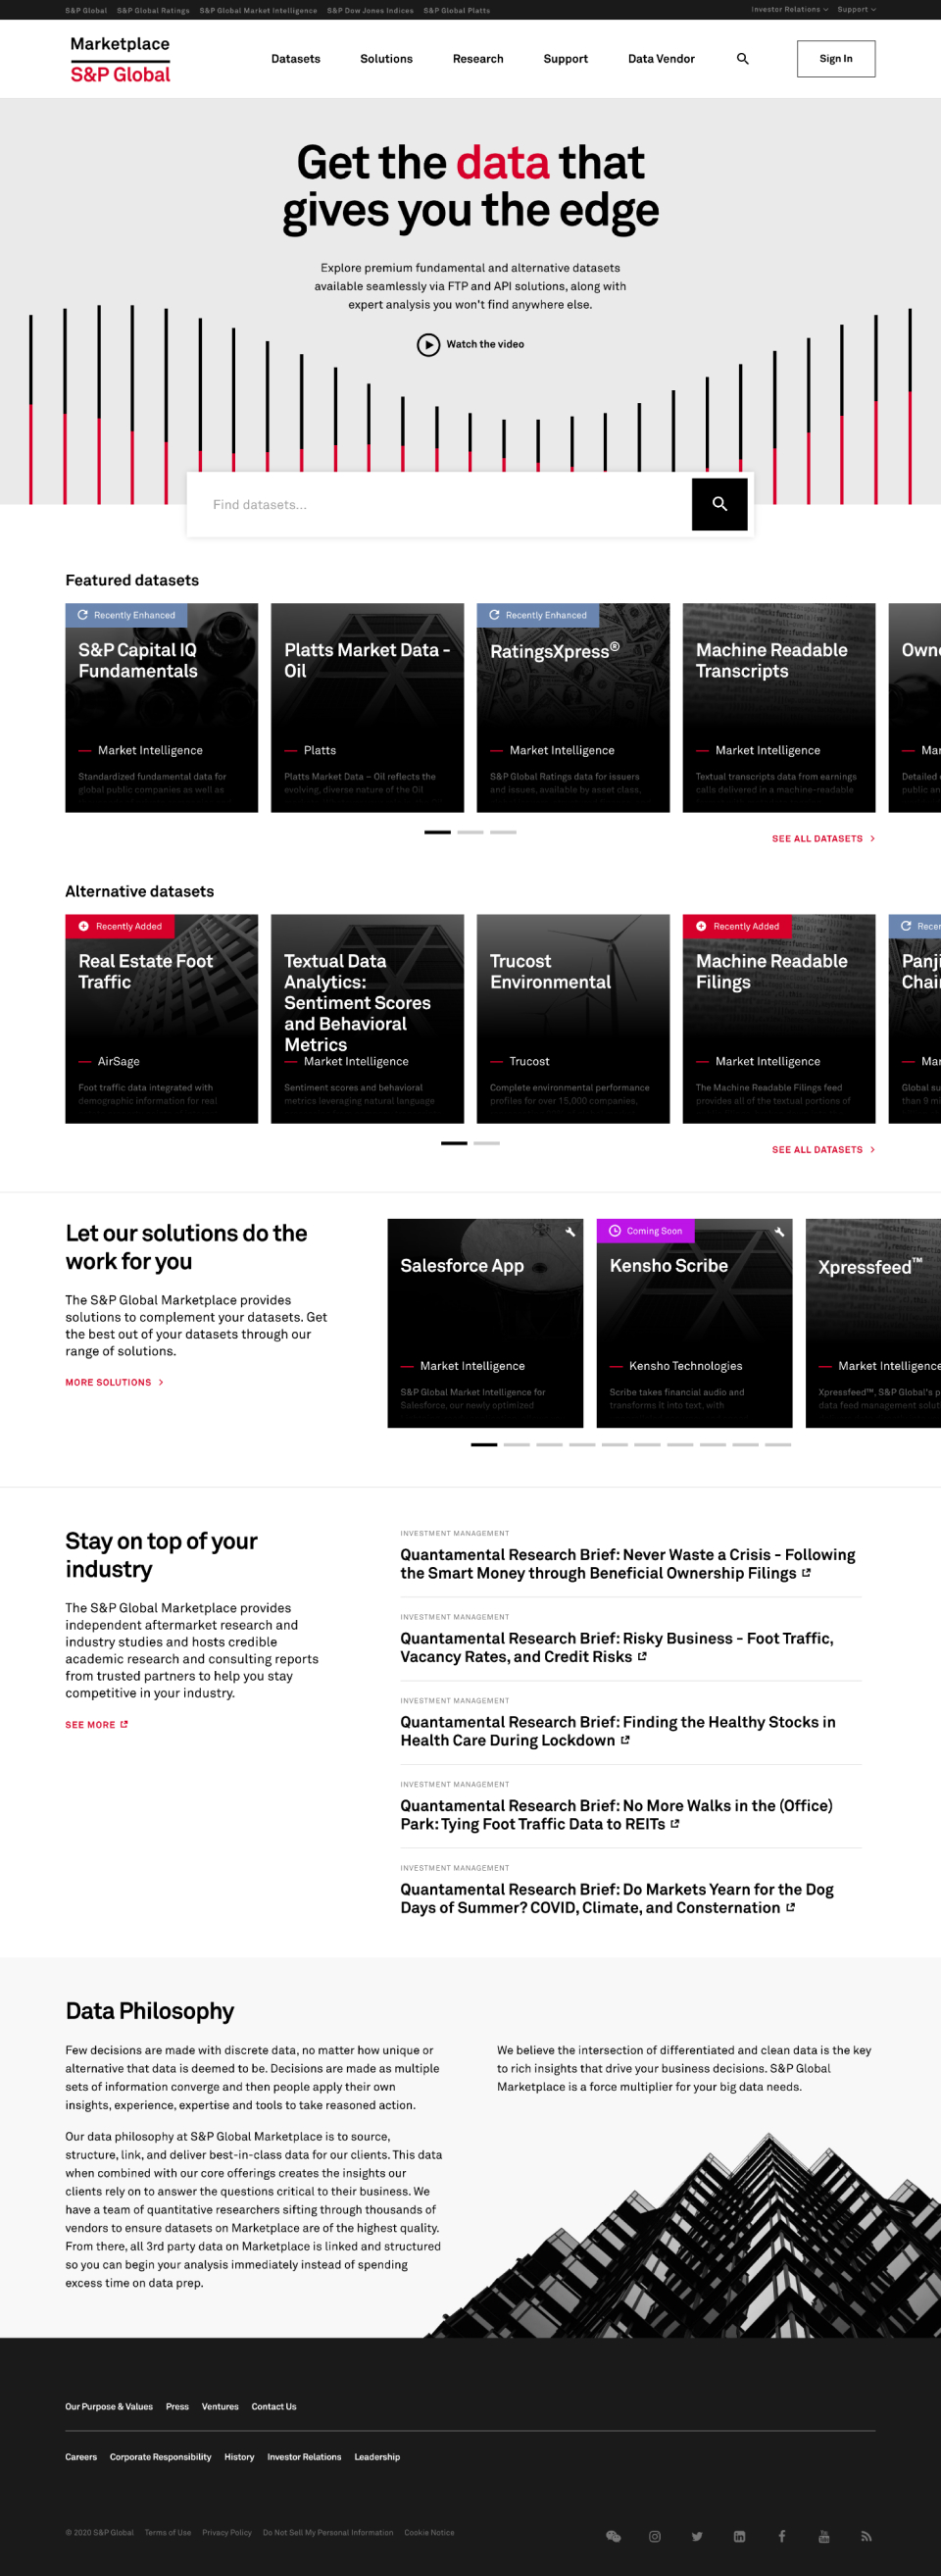 S&P Global S&P Global Ratings S&P Global Market Intelligence S&P Dow Jones Indices S&P Global Platts
Investor Relations Support
Marketplace
S&P Global
Datasets Solutions Research Support Data Vendor
Sign In
Get the data that
gives you the edge
Explore premium fundamental and alternative datasets
available seamlessly via FTP and API solutions, along with
expert analysis you won't find anywhere else.
Watch the video
Find datasets...
Featured datasets
Recently Enhanced
S&P Capital IQ
Fundamentals
— Market Intelligence
Standardized fundamental data for
global public companies as well as
Platts Market Data -
Oil
— Platts
Platts Market Data – Oil reflects the
evolving, diverse nature of the Oil
Recently Enhanced
RatingsXpress®
— Market Intelligence
S&P Global Ratings data for issuers
and issues, available by asset class,
Machine Readable
Transcripts
— Market Intelligence
Textual transcripts data from earnings
calls delivered in a machine-readable
Own
— Mar
Detailed
public an
SEE ALL DATASETS >
Alternative datasets
Recently Added
Real Estate Foot
Traffic
— AirSage
Foot traffic data integrated with
demographic information for real
Textual Data
Analytics:
Sentiment Scores
and Behavioral
Metrics
— Market Intelligence
Sentiment scores and behavioral
metrics leveraging natural language
Trucost
Environmental
— Trucost
Complete environmental performance
profiles for over 15,000 companies,
Recently Added
Machine Readable
Filings
— Market Intelligence
The Machine Readable Filings feed
provides all of the textual portions of
Recer
Panji
Chai
— Mar
Global su
than 9 mi
SEE ALL DATASETS >
Let our solutions do the
work for you
The S&P Global Marketplace provides
solutions to complement your datasets. Get
the best out of your datasets through our
range of solutions.
MORE SOLUTIONS >
Salesforce App
— Market Intelligence
S&P Global Market Intelligence for
Salesforce, our newly optimized
Coming Soon
Kensho Scribe
— Kensho Technologies
Scribe takes financial audio and
transforms it into text, with
Xpressfeed™
— Market Intelligence
Xpressfeed™, S&P Global's p
data feed management solut
Stay on top of your
industry
The S&P Global Marketplace provides
independent aftermarket research and
industry studies and hosts credible
academic research and consulting reports
from trusted partners to help you stay
competitive in your industry.
SEE MORE
INVESTMENT MANAGEMENT
Quantamental Research Brief: Never Waste a Crisis - Following
the Smart Money through Beneficial Ownership Filings
INVESTMENT MANAGEMENT
Quantamental Research Brief: Risky Business - Foot Traffic,
Vacancy Rates, and Credit Risks
INVESTMENT MANAGEMENT
Quantamental Research Brief: Finding the Healthy Stocks in
Health Care During Lockdown
INVESTMENT MANAGEMENT
Quantamental Research Brief: No More Walks in the (Office)
Park: Tying Foot Traffic Data to REITs
INVESTMENT MANAGEMENT
Quantamental Research Brief: Do Markets Yearn for the Dog
Days of Summer? COVID, Climate, and Consternation
Data Philosophy
Few decisions are made with discrete data, no matter how unique or
alternative that data is deemed to be. Decisions are made as multiple
sets of information converge and then people apply their own
insights, experience, expertise and tools to take reasoned action.
Our data philosophy at S&P Global Marketplace is to source,
structure, link, and deliver best-in-class data for our clients. This data
when combined with our core offerings creates the insights our
clients rely on to answer the questions critical to their business. We
have a team of quantitative researchers sifting through thousands of
vendors to ensure datasets on Marketplace are of the highest quality.
From there, all 3rd party data on Marketplace is linked and structured
so you can begin your analysis immediately instead of spending
excess time on data prep.
We believe the intersection of differentiated and clean data is the key
to rich insights that drive your business decisions. S&P Global
Marketplace is a force multiplier for your big data needs.
Our Purpose & Values Press Ventures Contact Us
Careers Corporate Responsibility History Investor Relations Leadership
© 2020 S&P Global Terms of Use Privacy Policy Do Not Sell My Personal Information Cookie Notice